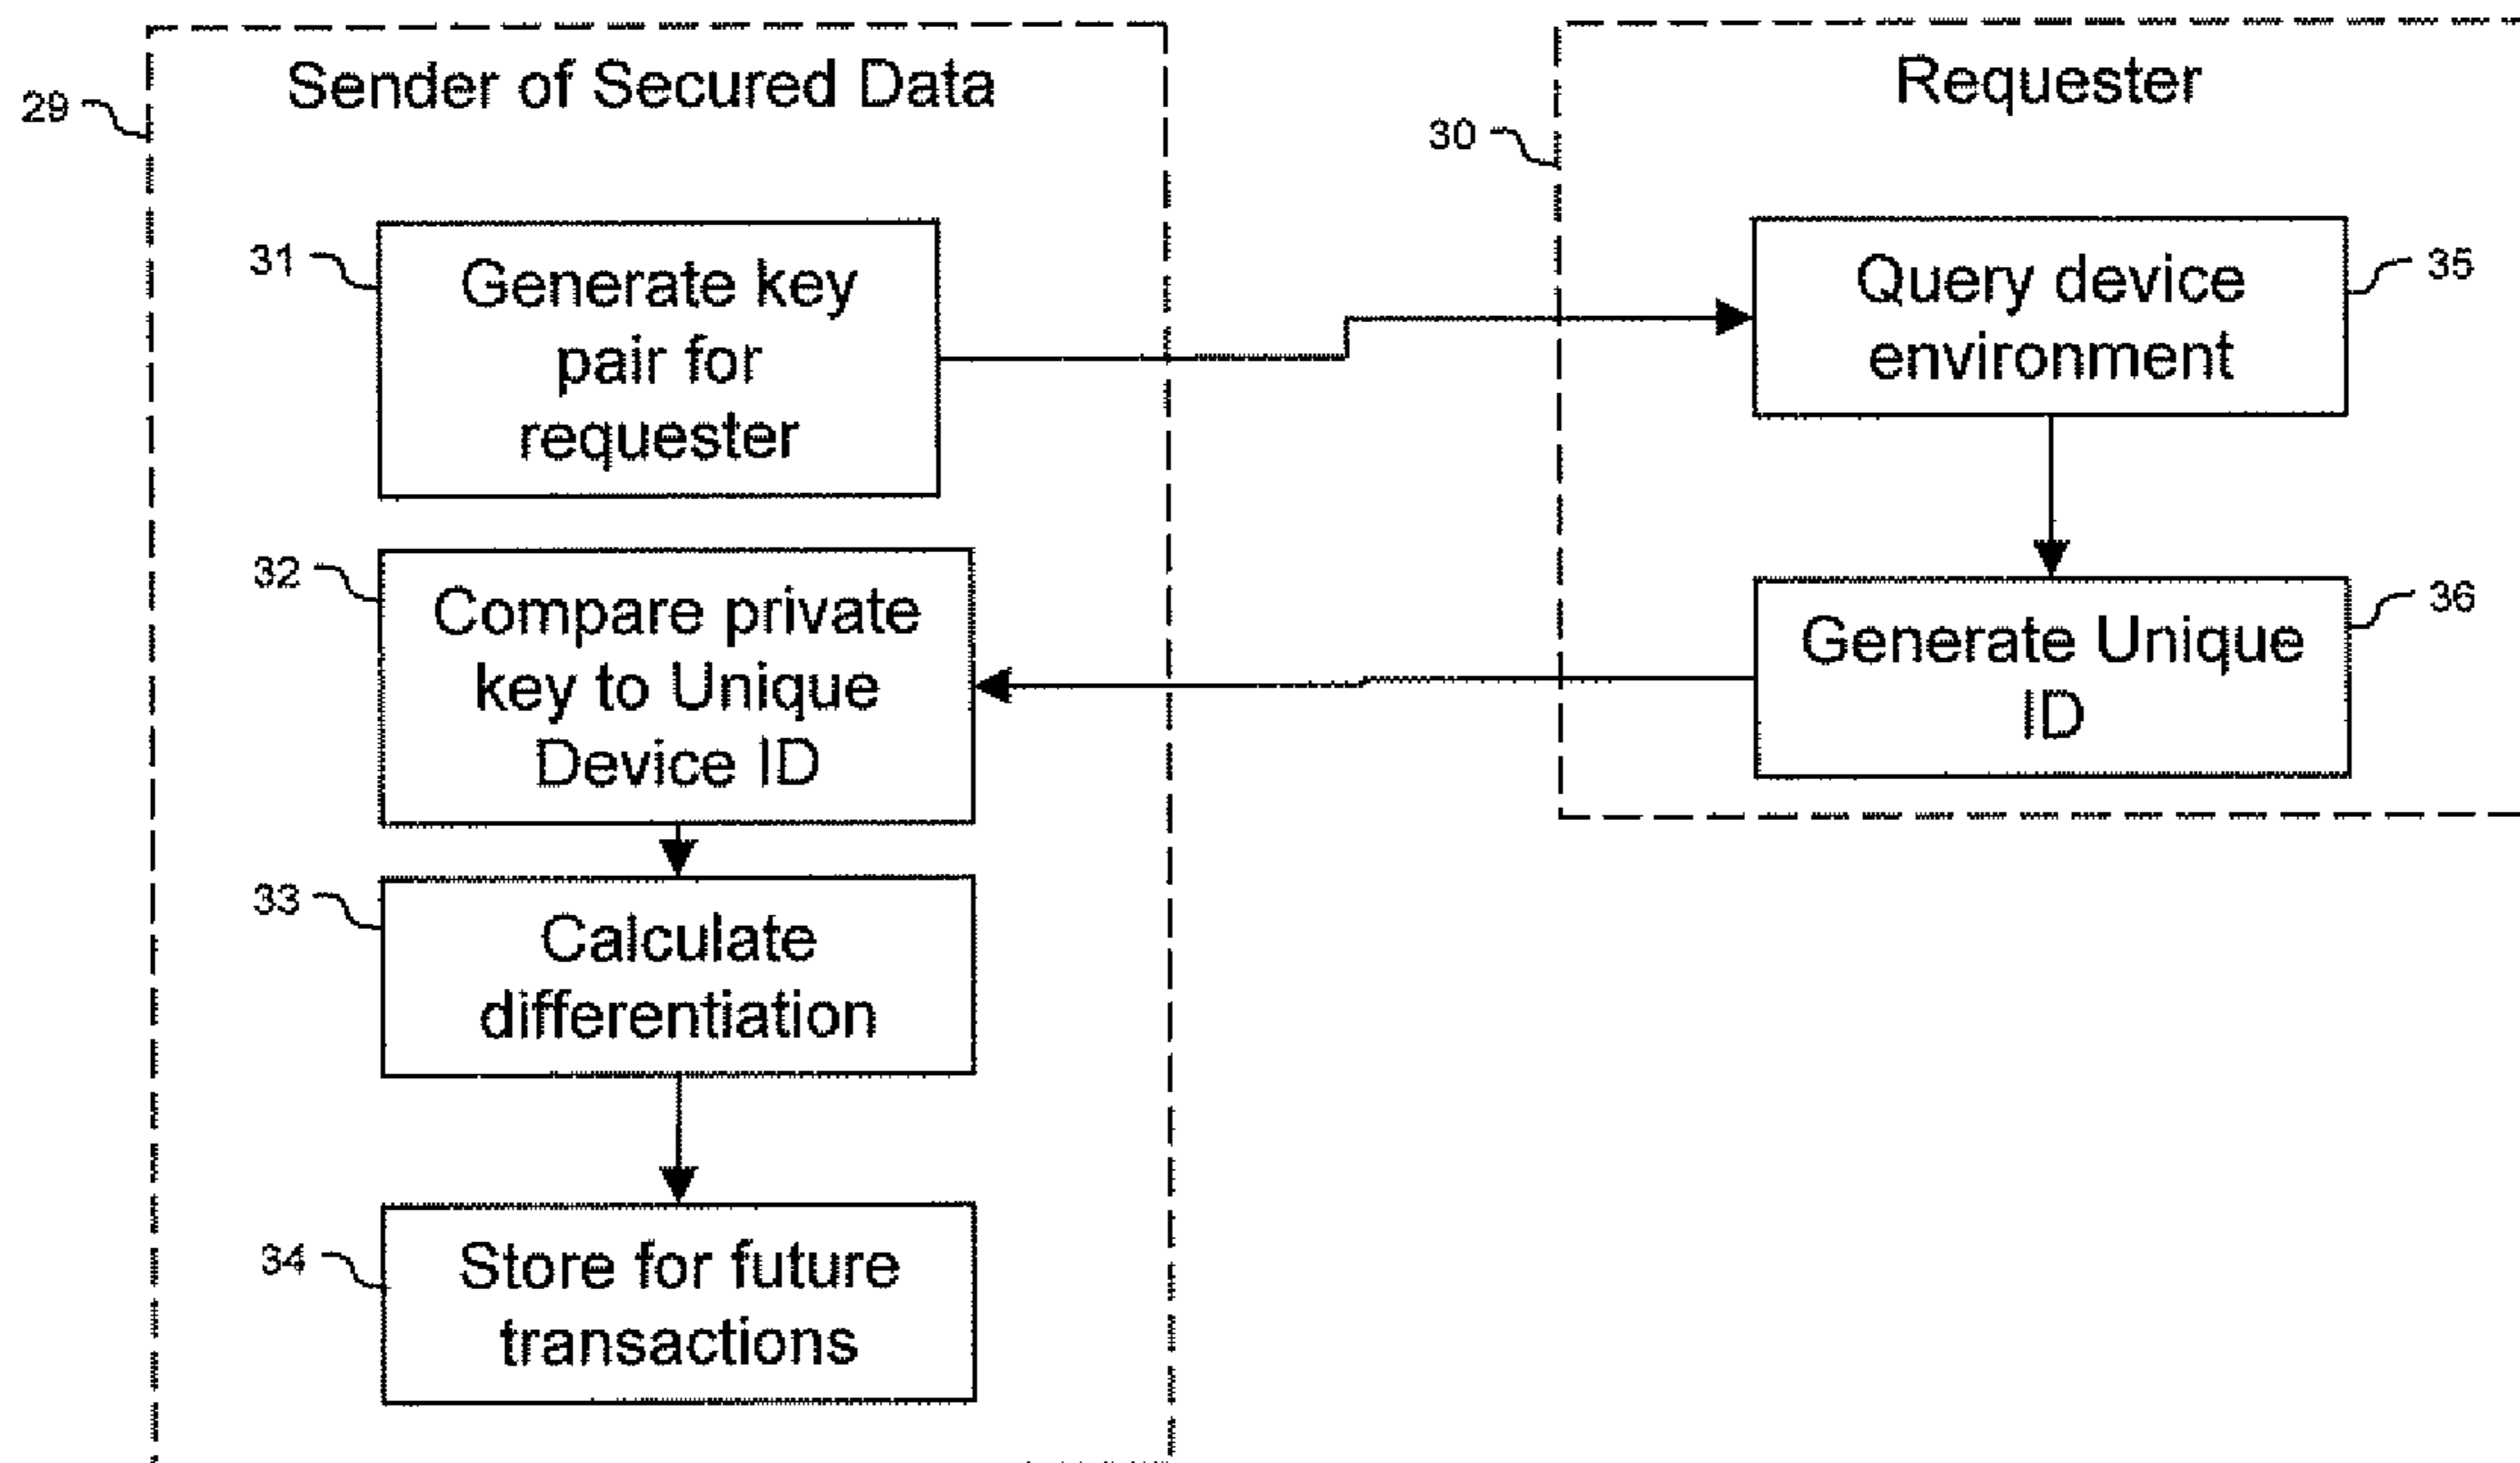 29
Sender of Secured Data
31
Generate key
pair for
requester
32
Compare private
key to Unique
Device ID
33
Calculate
differentiation
34
Store for future
transactions
30
Requester
35
Query device
environment
36
Generate Unique
ID